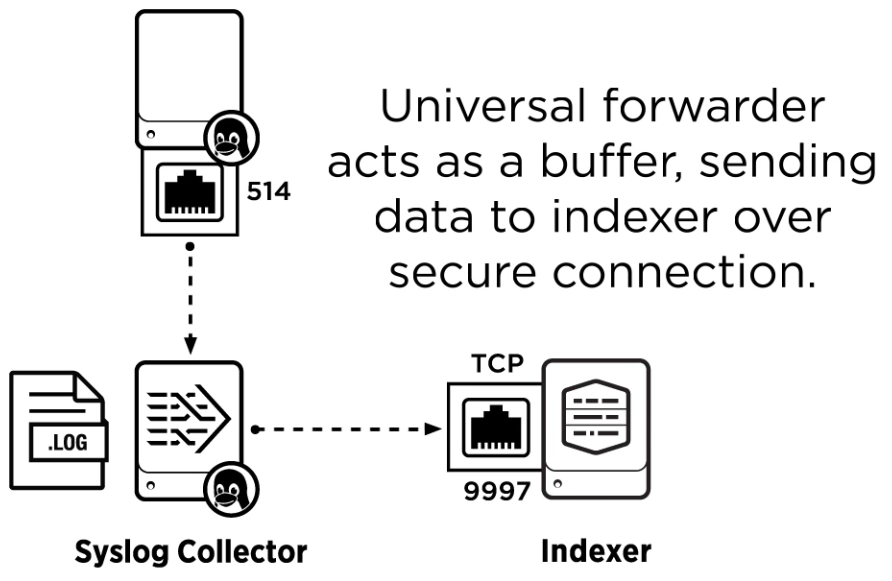 Universal forwarder
acts as a buffer, sending
data to indexer over
secure connection.
514
TCP
.LOG
9997
Syslog Collector
Indexer